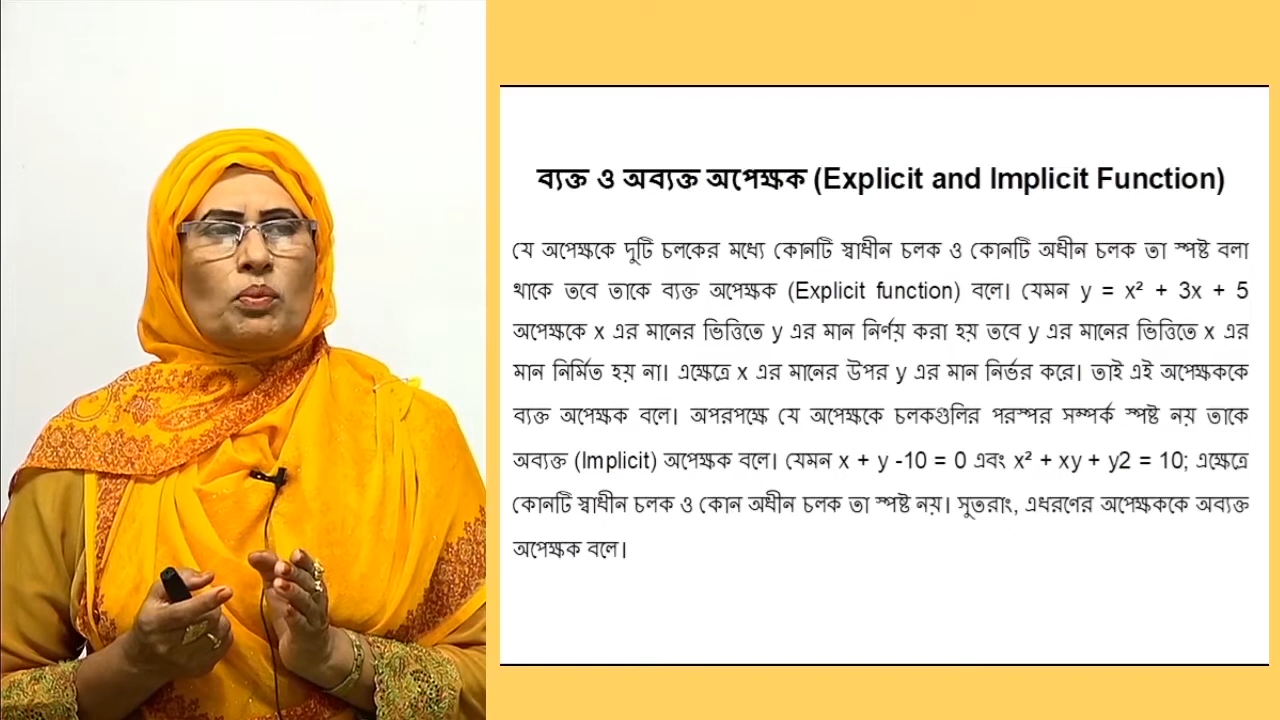 ব্যক্ত ও অব্যক্ত অপেক্ষক (Explicit and Implicit Function)
যে অপেক্ষকে দুটি চলকের মধ্যে কোনটি স্বাধীন চলক ও কোনটি অধীন চলক তা স্পষ্ট বলা
থাকে তবে তাকে ব্যক্ত অপেক্ষক (Explicit function) বলে। যেমন y = x² + 3x + 5
অপেক্ষকে x এর মানের ভিত্তিতে y এর মান নির্ণয় করা হয় তবে y এর মানের ভিত্তিতে x এর
মান নির্মিত হয় না। এক্ষেত্রে x এর মানের উপর y এর মান নির্ভর করে। তাই এই অপেক্ষককে
ব্যক্ত অপেক্ষক বলে। অপরপক্ষে যে অপেক্ষকে চলকগুলির পরস্পর সম্পর্ক স্পষ্ট নয় তাকে
অব্যক্ত (Implicit) অপেক্ষক বলে। যেমন x + y -10 = 0 এবং x² + xy + y2 = 10; এক্ষেত্রে
কোনটি স্বাধীন চলক ও কোন অধীন চলক তা স্পষ্ট নয়। সুতরাং, এধরণের অপেক্ষককে অব্যক্ত
অপেক্ষক বলে।